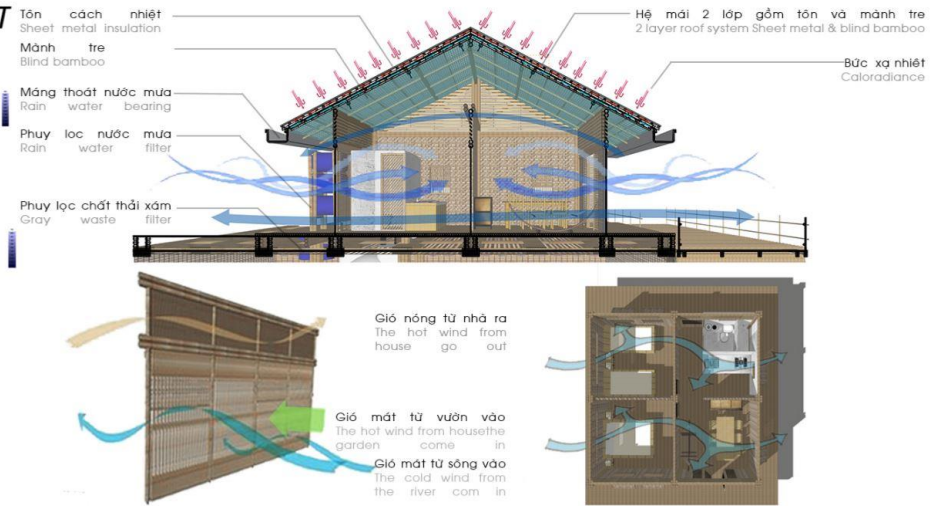 T
Tôn cách nhiệt
Sheet metal insulation
Mành tre
Blind bamboo
Máng thoát nước mưa
Rain water bearing
Phuy lọc nước mưa
Rain water filter
Phuy lọc chất thải xám
Gray waste filter
Hệ mái 2 lớp gồm tôn và mành tre
2 layer roof system Sheet metal & blind bamboo
Bức xạ nhiệt
Caloradiance
Gió nóng từ nhà ra
The hot wind from
house go out
Gió mát từ vườn vào
The hot wind from housethe
garden come in
Gió mát từ sông vào
The cold wind from
the river com in